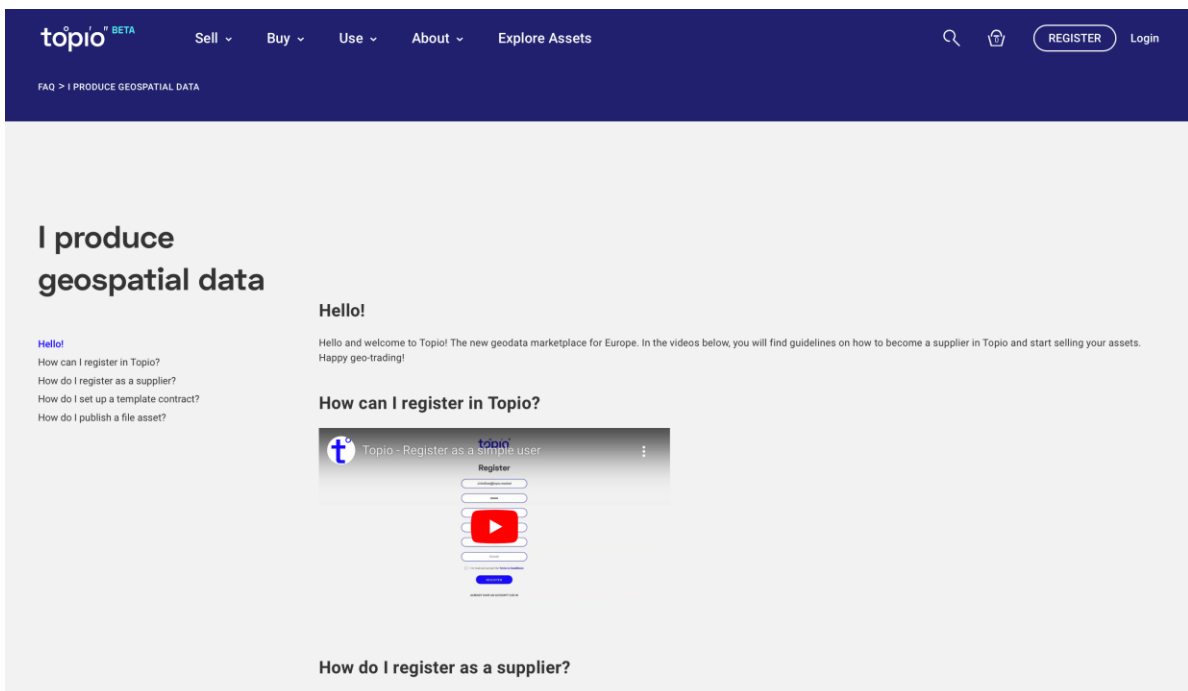 topio BETA
Sell Buy Use About Explore Assets
0
REGISTER Login
FAQ > I PRODUCE GEOSPATIAL DATA
I produce
geospatial data
Hello!
How can I register in Topio?
How do I register as a supplier?
How do I set up a template contract?
How do I publish a file asset?
Hello!
Hello and welcome to Topio! The new geodata marketplace for Europe. In the videos below, you will find guidelines on how to become a supplier in Topio and start selling your assets.
Happy geo-trading!
How can I register in Topio?
topio
Topio - Register as a simple user
Register
REGISTER
How do I register as a supplier?